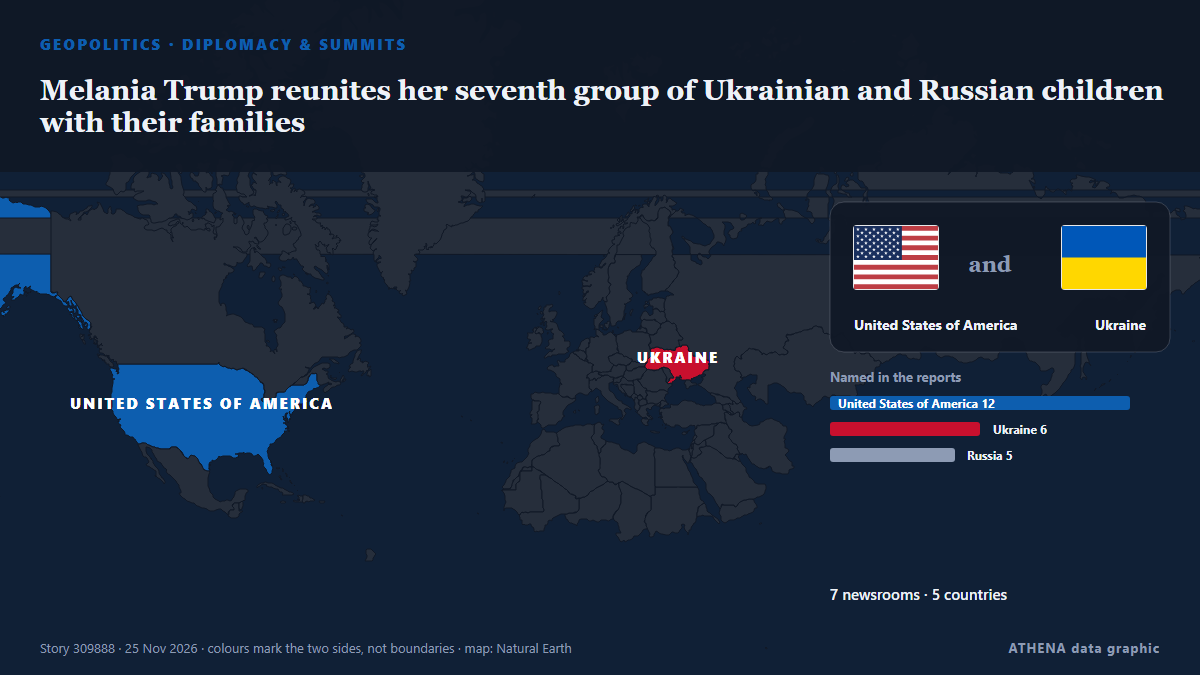 GEOPOLITICS · DIPLOMACY & SUMMITS
Melania Trump reunites her seventh group of Ukrainian and Russian children
with their families
and
United States of America
Ukraine
UKRAINE
UNITED STATES OF AMERICA
Named in the reports
United States of America 12
Ukraine 6
Russia 5
7 newsrooms · 5 countries
Story 309888 · 25 Nov 2026 · colours mark the two sides, not boundaries · map: Natural Earth
ATHENA data graphic